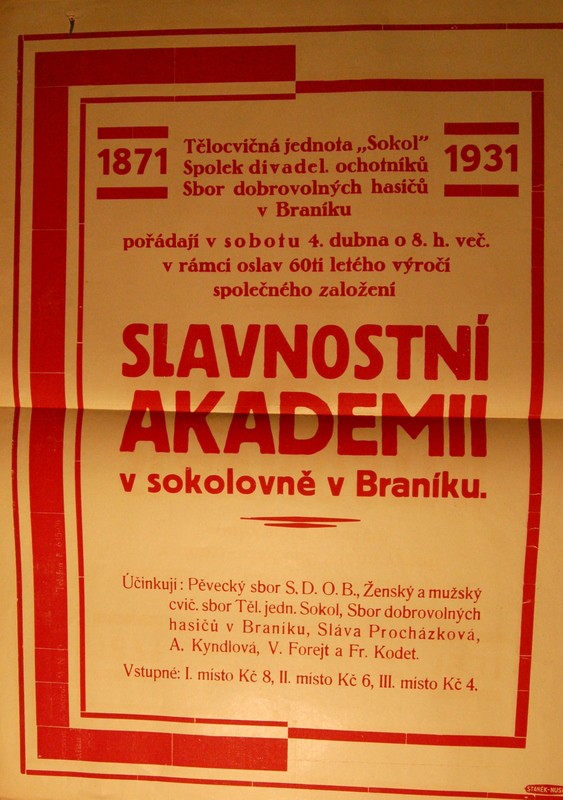 1871
Tělocvičná jednota „Sokol"
Spolek divadel. ochotníků
Sbor dobrovolných hasičů
v Braníku
1931
pořádají v sobotu 4. dubna o 8. h. več.
v rámci oslav 60ti letého výročí
společného založení
SLAVNOSTNÍ
AKADEMII
v sokolovně v Braníku.
Účinkují: Pěvecký sbor S. D. O. B., Ženský a mužský
cvič. sbor Těl. jedn. Sokol, Sbor dobrovolných
hasičů v Braníku, Sláva Procházková,
A. Kyndlová, V. Forejt a Fr. Kodet.
Vstupné: I. místo Kč 8, II. místo Kč 6, III. místo Kč 4.